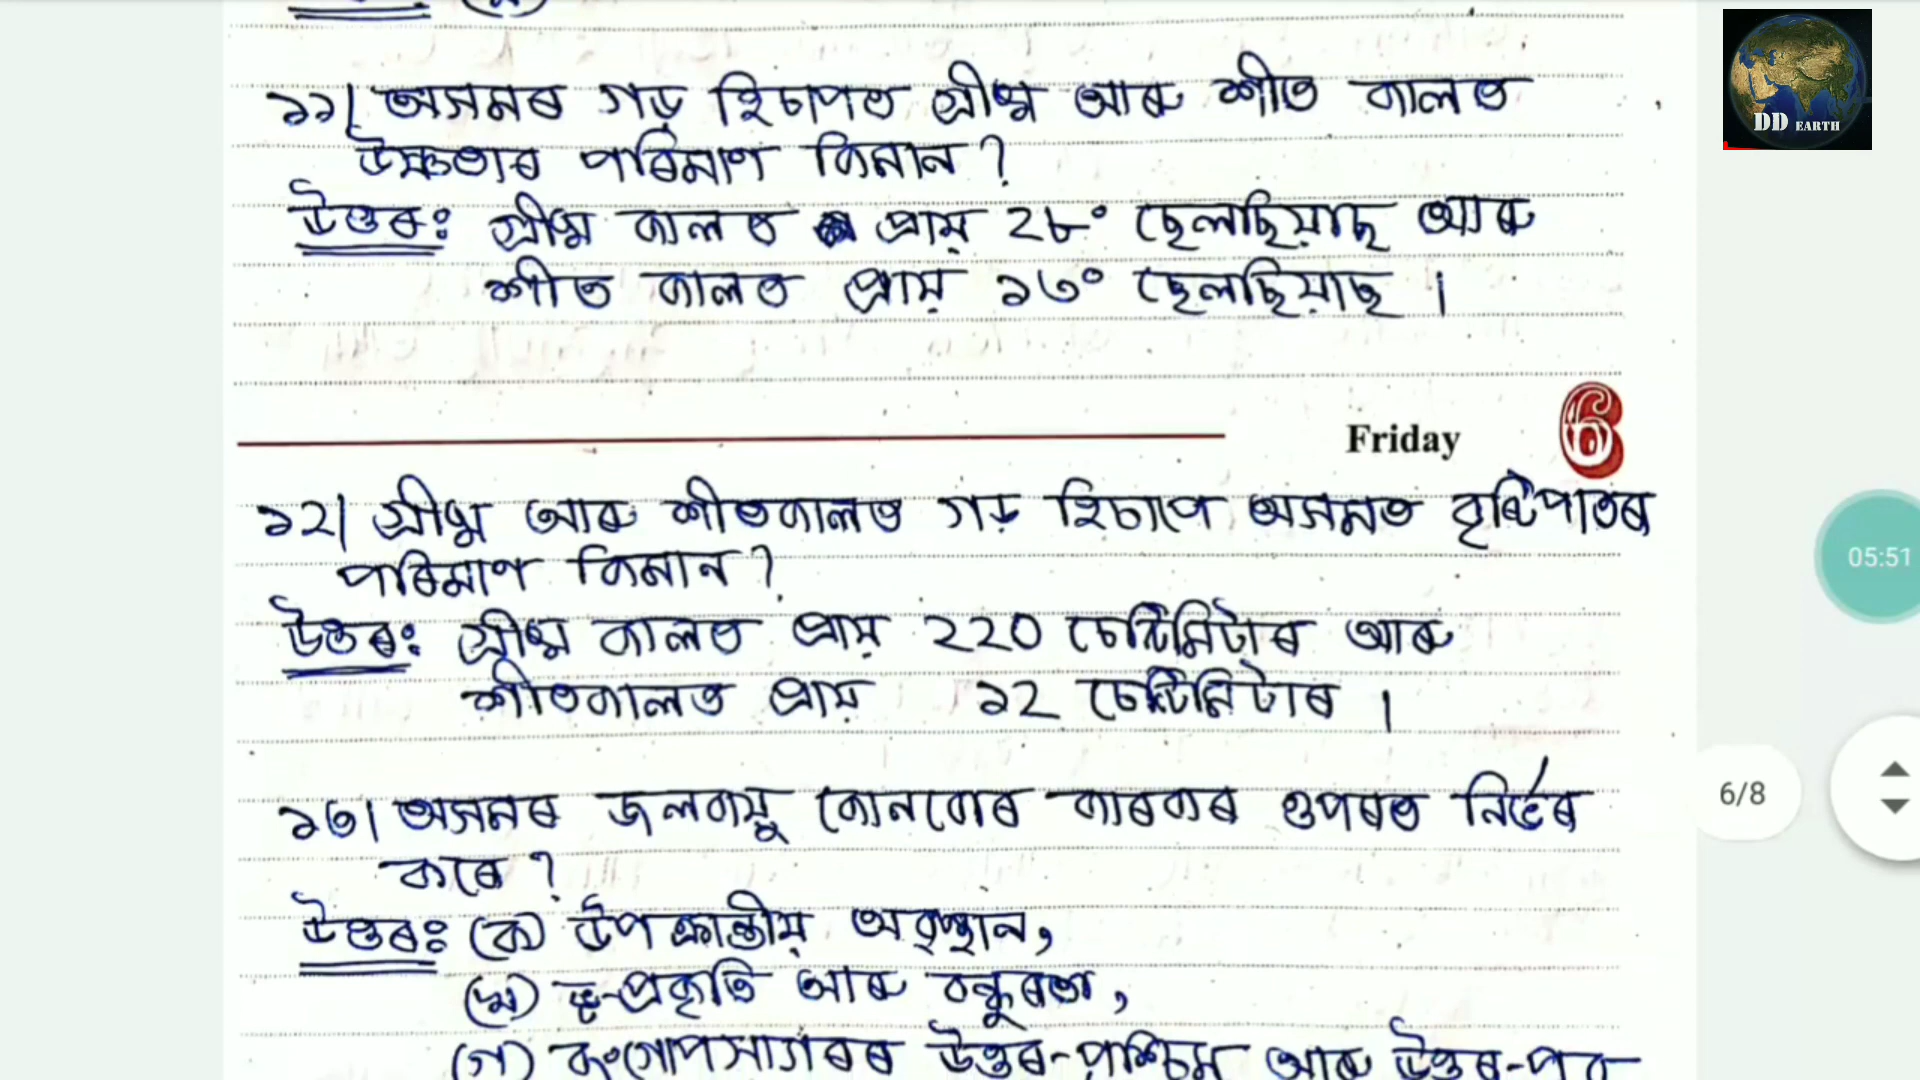 DD EARTH
১১| অসমৰ গড় হিচাপত গ্ৰীষ্ম আৰু শীত কালত
উষ্ণতাৰ পৰিমাণ কিমান?
উত্তৰঃ গ্ৰীষ্ম কালত প্ৰায় ২৮° ছেলছিয়াছ আৰু
শীত কালত প্ৰায় ১৬° ছেলছিয়াছ ।
Friday 6
১২| গ্ৰীষ্ম আৰু শীতকালত গড় হিচাপে অসমত বৃষ্টিপাতৰ
পৰিমাণ কিমান?
উত্তৰঃ গ্ৰীষ্ম কালত প্ৰায় ২২০ চেন্টিমিটাৰ আৰু
শীতকালত প্ৰায় ১২ চেন্টিমিটাৰ ।
05:51
6/8
১৩। অসমৰ জলবায়ু কোনবোৰ কাৰকৰ ওপৰত নিৰ্ভৰ
কৰে ?
উত্তৰঃ (ক) উপক্ৰান্তীয় অৱস্থান,
(খ) ভূ-প্ৰকৃতি আৰু বন্ধুৰতা,
(গ) বংগোপসাগৰৰ উত্তৰ-পশ্চিম আৰু উত্তৰ-পূব